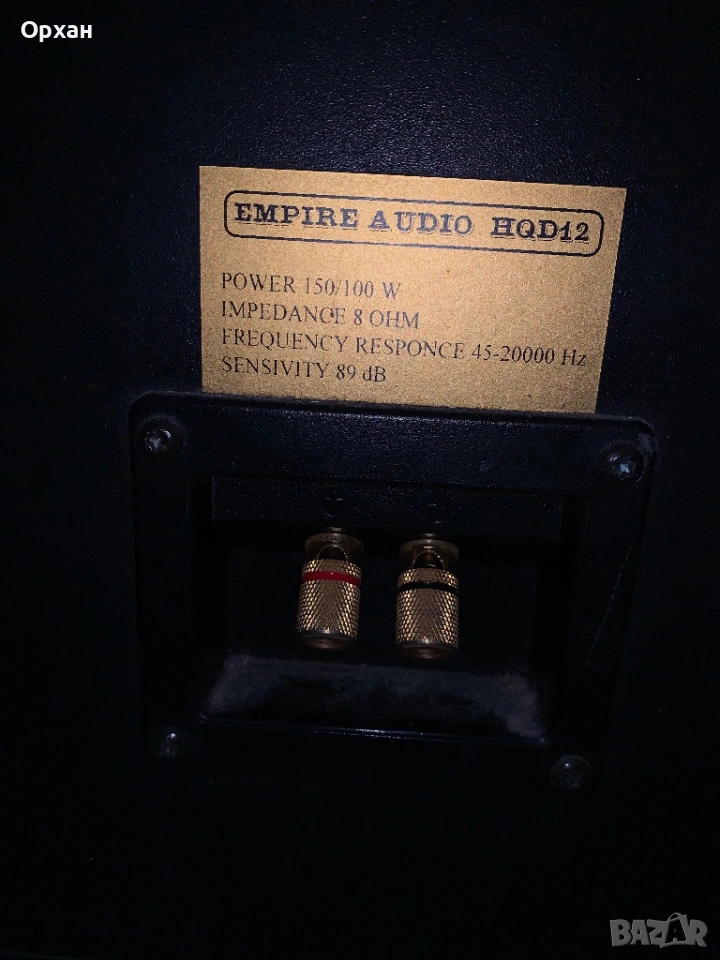 Орхан
EMPIRE AUDIO HQD12
POWER 150/100 W
IMPEDANCE 8 OHM
FREQUENCY RESPONCE 45-20000 Hz
SENSIVITY 89 dB
BAZAR